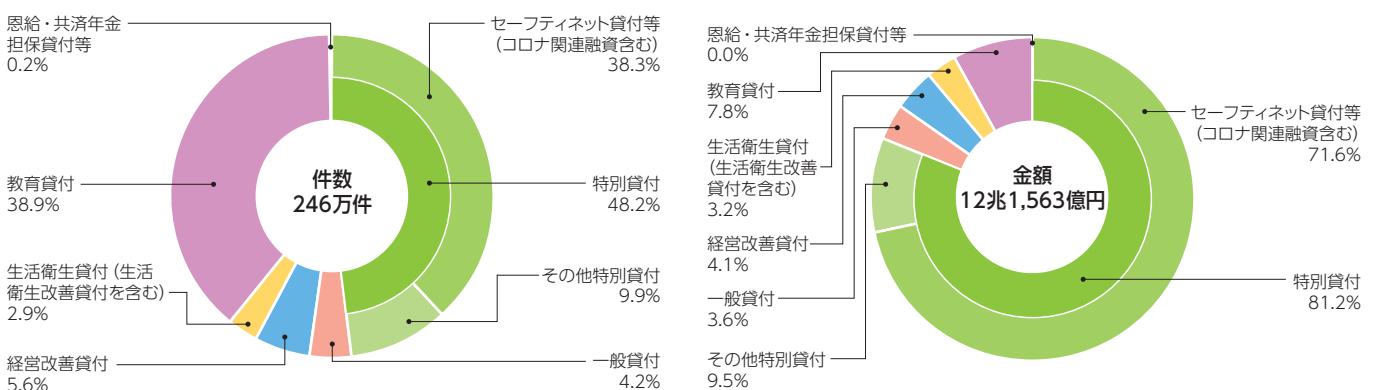 恩給・共済年金
担保貸付等
0.2%
セーフティネット貸付等
（コロナ関連融資含む）
38.3%
教育貸付
38.9%
件数
246万件
特別貸付
48.2%
生活衛生貸付（生活
衛生改善貸付を含む）
2.9%
その他特別貸付
9.9%
経営改善貸付
5.6%
一般貸付
4.2%
恩給・共済年金担保貸付等
0.0%
教育貸付
7.8%
生活衛生貸付
（生活衛生改善
貸付を含む）
3.2%
経営改善貸付
4.1%
一般貸付
3.6%
その他特別貸付
9.5%
金額
12兆1,563億円
セーフティネット貸付等
（コロナ関連融資含む）
71.6%
特別貸付
81.2%